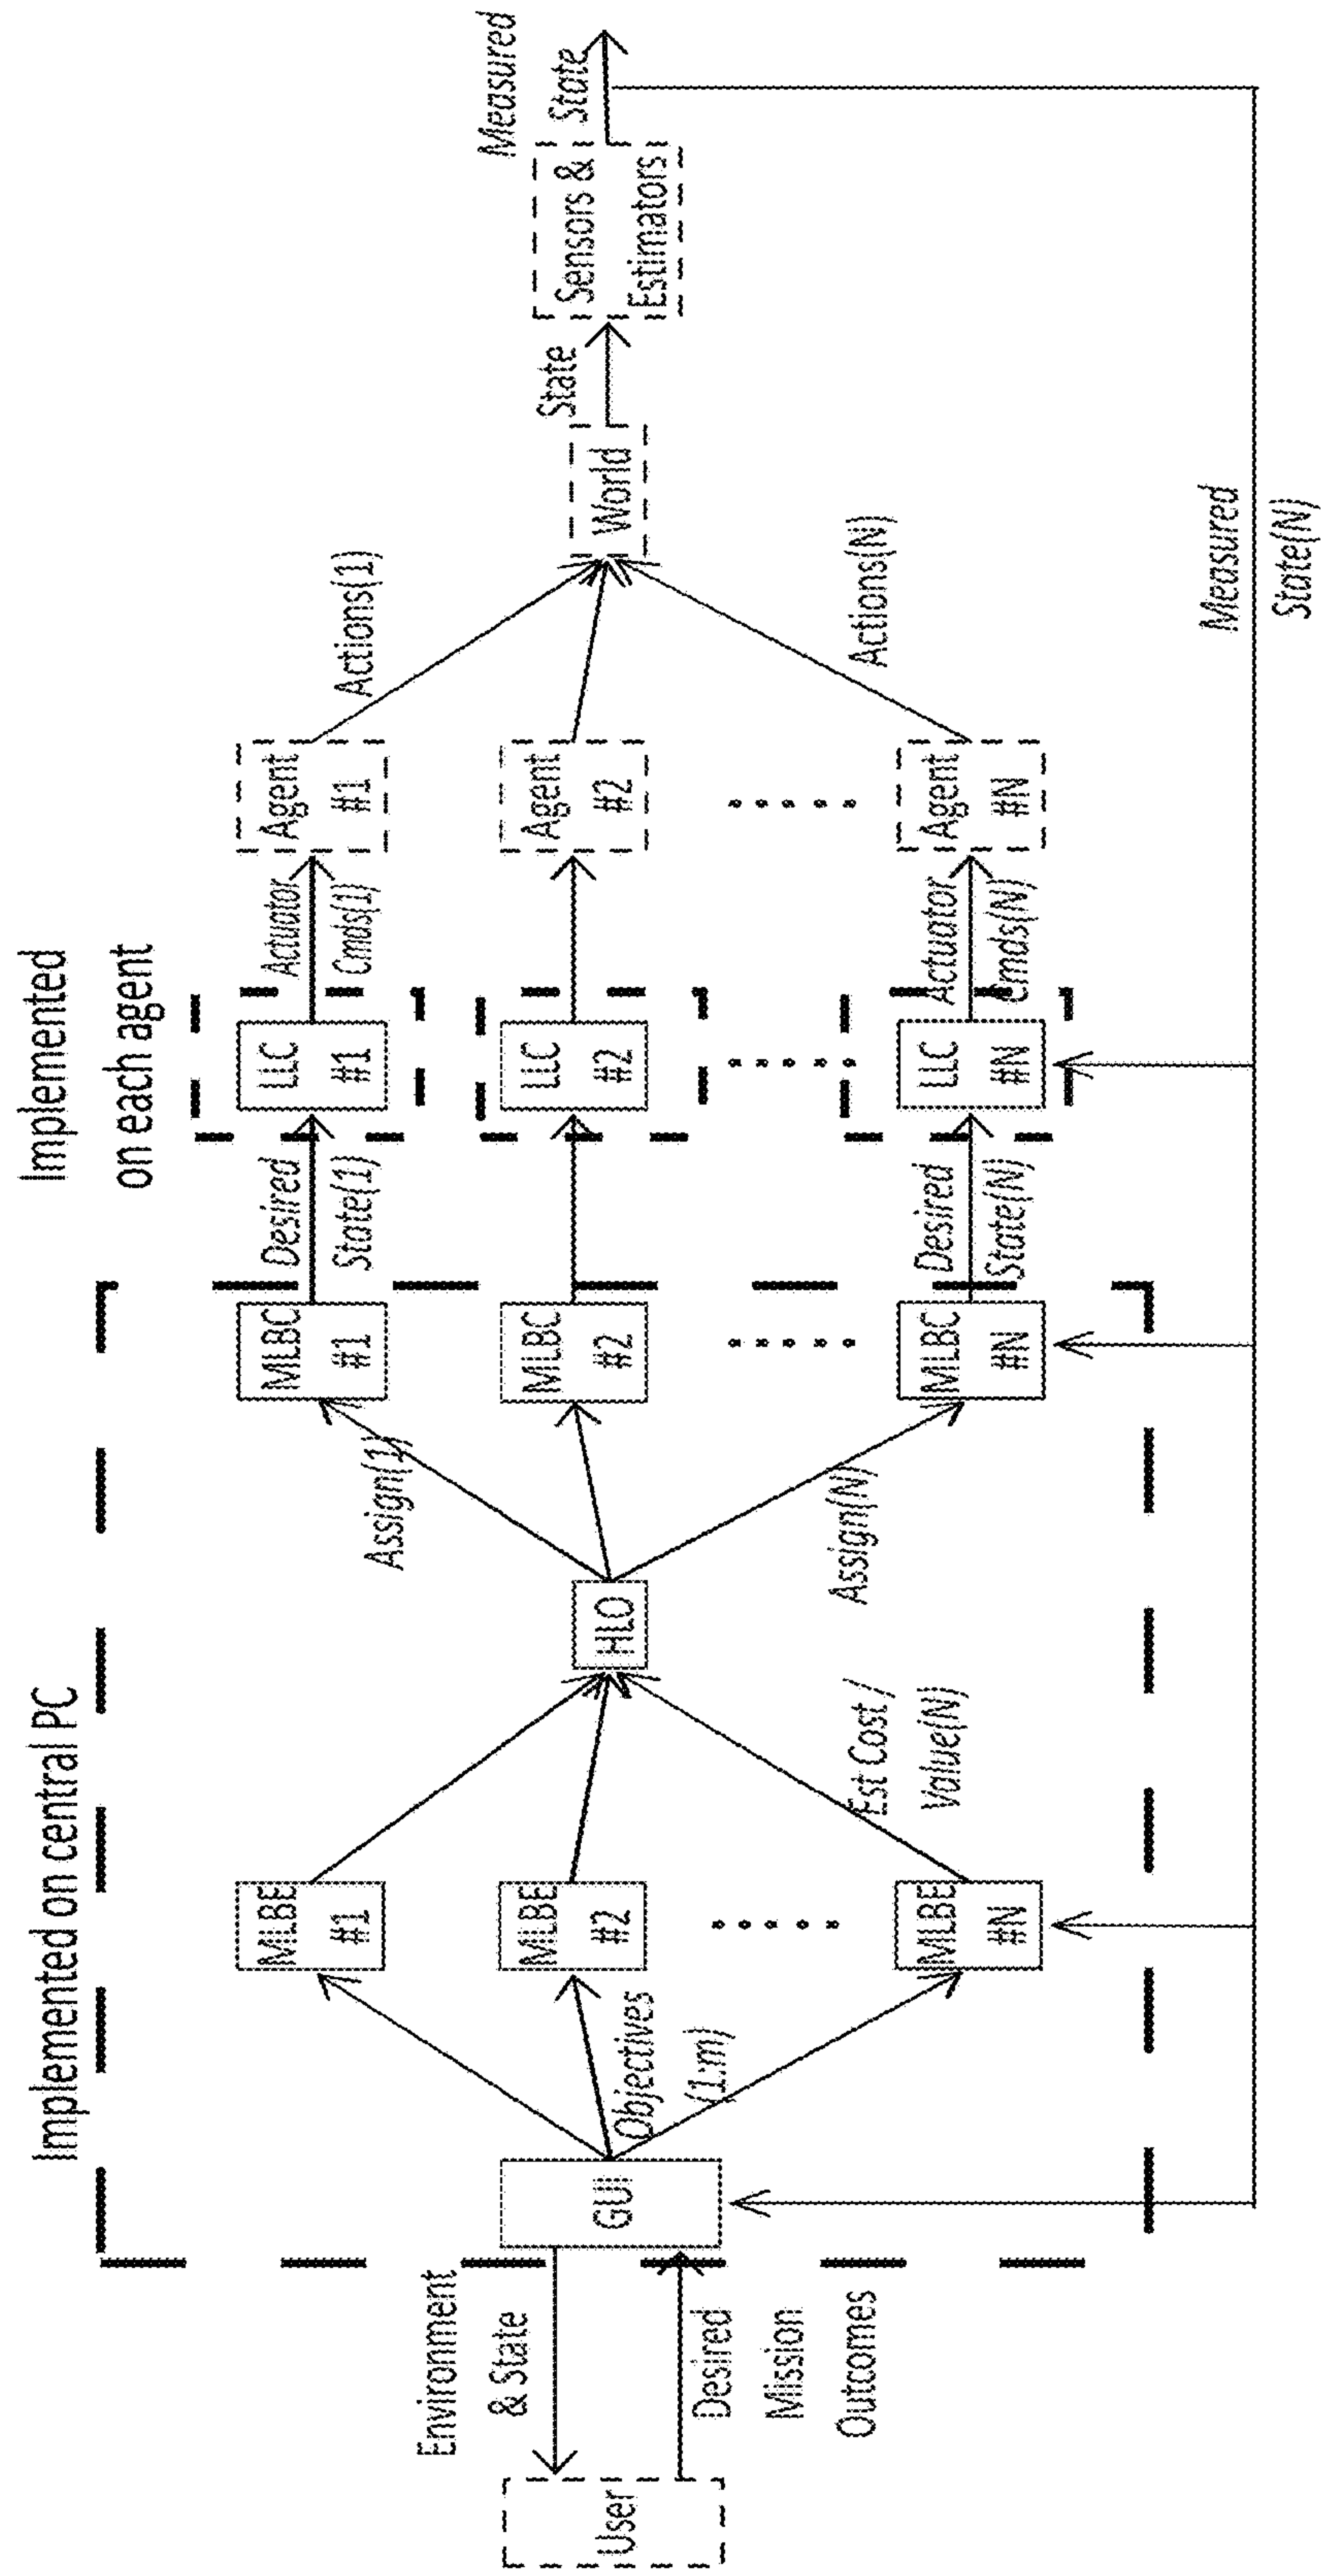 Implemented on central PC
Implemented
on each agent
User
Environment
& State
Desired
Mission
Outcomes
GUI
Objectives
(1:m)
MLBE
#1
MLBE
#2
MLBE
#N
Est Cost /
Value(N)
HLO
Assign(1)
Assign(N)
MLBC
#1
MLBC
#2
MLBC
#N
Desired
State(1)
Desired
State(N)
LLC
#1
LLC
#2
LLC
#N
Actuator
Cmds(1)
Actuator
Cmds(N)
Agent
#1
Agent
#2
Agent
#N
Actions(1)
Actions(N)
World
State
Sensors &
Estimators
Measured
State
Measured
State(N)